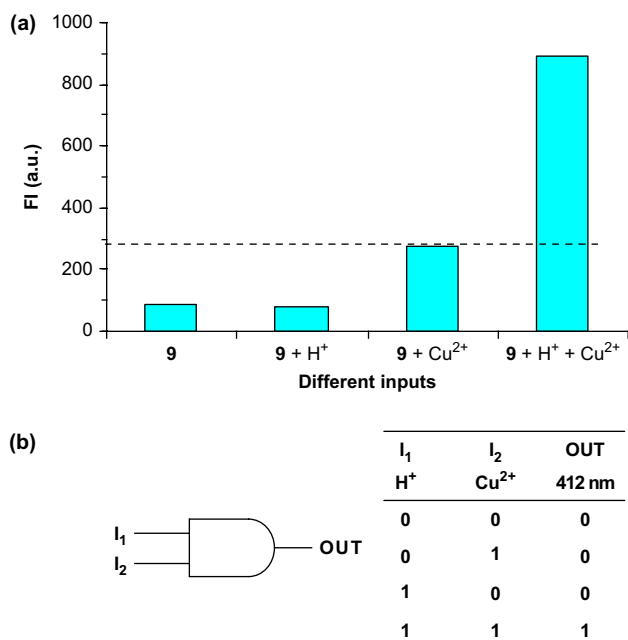 (a)
1000
800
600
400
200
0
FI (a.u.)
9
9 + H⁺
9 + Cu²⁺
9 + H⁺ + Cu²⁺
Different inputs
(b)
I₁
I₂
OUT
I₁ I₂ OUT
H⁺ Cu²⁺ 412 nm
0 0 0
0 1 0
1 0 0
1 1 1